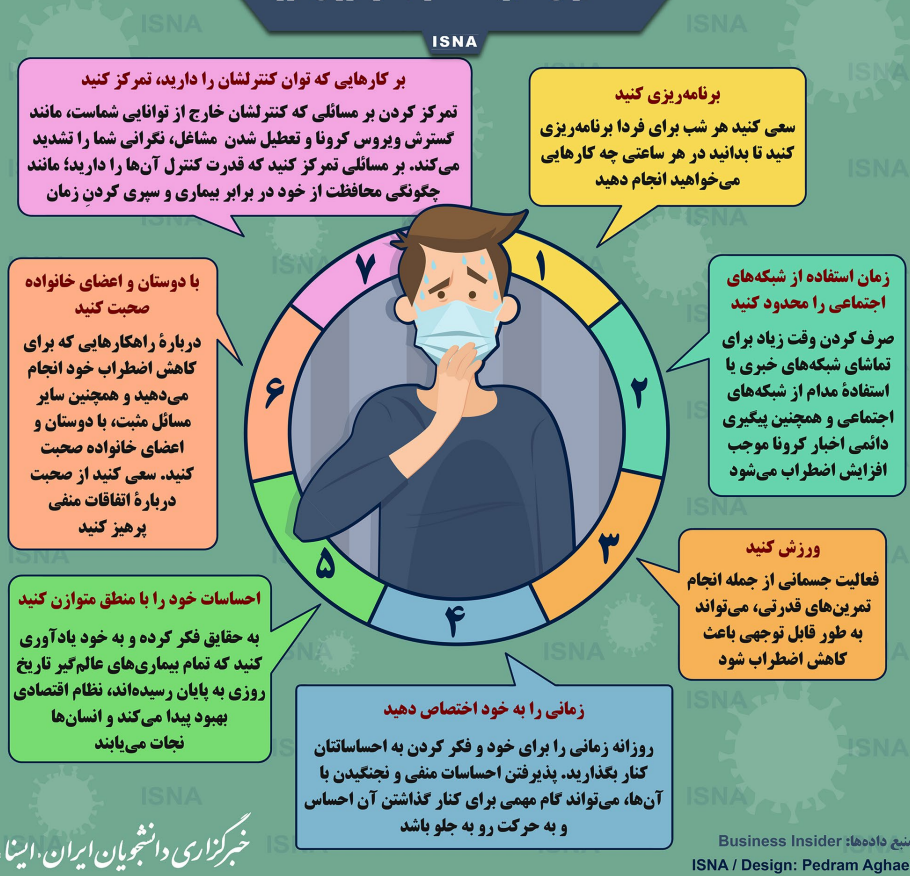 ISNA
برنامه‌ریزی کنید
سعی کنید هر شب برای فردا برنامه‌ریزی
کنید تا بدانید در هر ساعتی چه کارهایی
می‌خواهید انجام دهید
۱
زمان استفاده از شبکه‌های
اجتماعی را محدود کنید
صرف کردن وقت زیاد برای
تماشای شبکه‌های خبری یا
استفادهٔ مدام از شبکه‌های
اجتماعی و همچنین پیگیری
دائمی اخبار کرونا موجب
افزایش اضطراب می‌شود
۲
ورزش کنید
فعالیت جسمانی از جمله انجام
تمرین‌های قدرتی، می‌تواند
به طور قابل توجهی باعث
کاهش اضطراب شود
۳
زمانی را به خود اختصاص دهید
روزانه زمانی را برای خود و فکر کردن به احساساتتان
کنار بگذارید. پذیرفتن احساسات منفی و نجنگیدن با
آن‌ها، می‌تواند گام مهمی برای کنار گذاشتن آن احساس
و به حرکت رو به جلو باشد
۴
احساسات خود را با منطق متوازن کنید
به حقایق فکر کرده و به خود یادآوری
کنید که تمام بیماری‌های عالم‌گیر تاریخ
روزی به پایان رسیده‌اند، نظام اقتصادی
بهبود پیدا می‌کند و انسان‌ها
نجات می‌یابند
۵
با دوستان و اعضای خانواده
صحبت کنید
دربارهٔ راهکارهایی که برای
کاهش اضطراب خود انجام
می‌دهید و همچنین سایر
مسائل مثبت، با دوستان و
اعضای خانواده صحبت
کنید. سعی کنید از صحبت
دربارهٔ اتفاقات منفی
پرهیز کنید
۶
بر کارهایی که توان کنترلشان را دارید، تمرکز کنید
تمرکز کردن بر مسائلی که کنترلشان خارج از توانایی شماست، مانند
گسترش ویروس کرونا و تعطیل شدن مشاغل، نگرانی شما را تشدید
می‌کند. بر مسائلی تمرکز کنید که قدرت کنترل آن‌ها را دارید؛ مانند
چگونگی محافظت از خود در برابر بیماری و سپری کردنِ زمان
۷
خبرگزاری دانشجویان ایران، ایسنا
منبع داده‌ها: Business Insider
ISNA / Design: Pedram Aghae